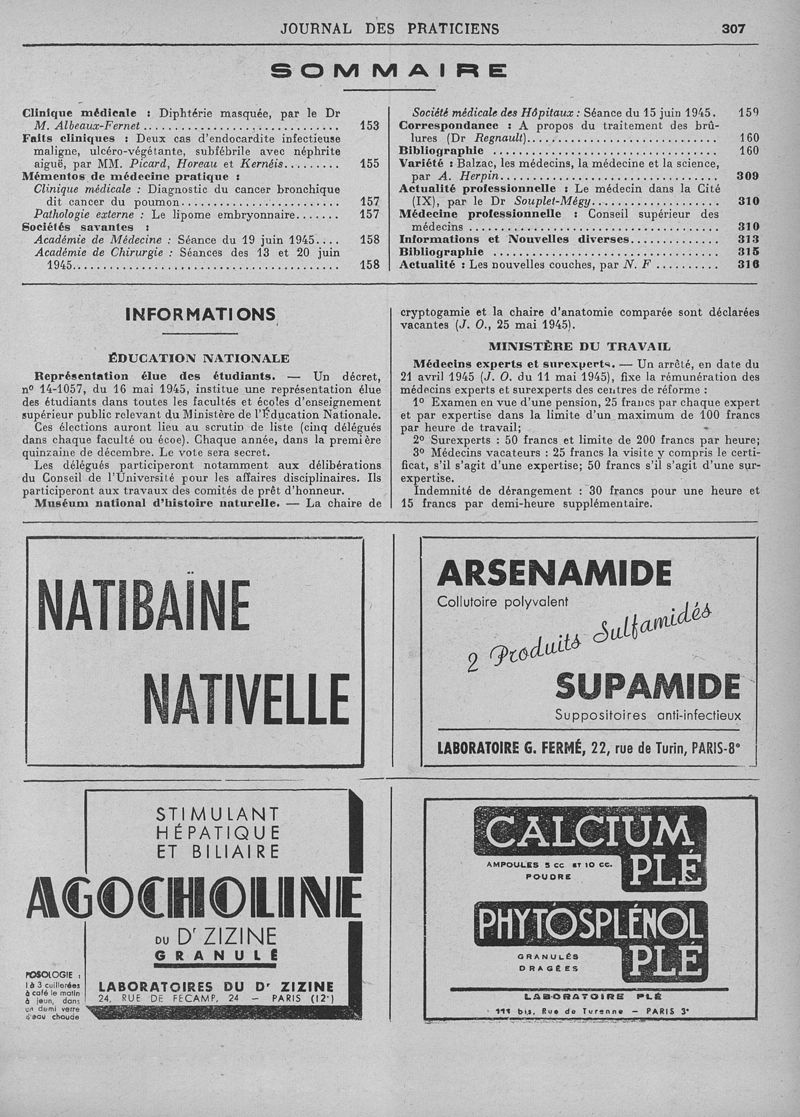 JOURNAL DES PRATICIENS 307
SOMMAIRE
Clinique médicale : Diphtérie masquée, par le Dr
M. Albeaux-Fernet .............................. 153
Faits cliniques : Deux cas d'endocardite infectieuse
maligne, ulcéro-végétante, subfébrile avec néphrite
aiguë, par MM. Picard, Horeau et Kernéis......... 155
Mémentos de médecine pratique :
Clinique médicale : Diagnostic du cancer bronchique
dit cancer du poumon........................ 157
Pathologie externe : Le lipome embryonnaire....... 157
Sociétés savantes :
Académie de Médecine : Séance du 19 juin 1945.... 158
Académie de Chirurgie : Séances des 13 et 20 juin
1945........................................ 158
Société médicale des Hôpitaux : Séance du 15 juin 1945. 159
Correspondance : A propos du traitement des brû-
lures (Dr Regnault)............................. 160
Bibliographie .................................. 160
Variété : Balzac, les médecins, la médecine et la science,
par A. Herpin................................. 309
Actualité professionnelle : Le médecin dans la Cité
(IX), par le Dr Souplet-Mégy................... 310
Médecine professionnelle : Conseil supérieur des
médecins ...................................... 310
Informations et Nouvelles diverses.............. 313
Bibliographie .................................. 315
Actualité : Les nouvelles couches, par N. F .......... 316
INFORMATIONS
ÉDUCATION NATIONALE
Représentation élue des étudiants. — Un décret,
nº 14-1057, du 16 mai 1945, institue une représentation élue
des étudiants dans toutes les facultés et écoles d'enseignement
supérieur public relevant du Ministère de l'Éducation Nationale.
Ces élections auront lieu au scrutin de liste (cinq délégués
dans chaque faculté ou écoe). Chaque année, dans la première
quinzaine de décembre. Le vote sera secret.
Les délégués participeront notamment aux délibérations
du Conseil de l'Université pour les affaires disciplinaires. Ils
participeront aux travaux des comités de prêt d'honneur.
Muséum national d'histoire naturelle. — La chaire de
cryptogamie et la chaire d'anatomie comparée sont déclarées
vacantes (J. O., 25 mai 1945).
MINISTÈRE DU TRAVAIL
Médecins experts et surexperts. — Un arrêté, en date du
21 avril 1945 (J. O. du 11 mai 1945), fixe la rémunération des
médecins experts et surexperts des centres de réforme :
1º Examen en vue d'une pension, 25 francs par chaque expert
et par expertise dans la limite d'un maximum de 100 francs
par heure de travail;
2º Surexperts : 50 francs et limite de 200 francs par heure;
3º Médecins vacateurs : 25 francs la visite y compris le certi-
ficat, s'il s'agit d'une expertise; 50 francs s'il s'agit d'une sur-
expertise.
Indemnité de dérangement : 30 francs pour une heure et
15 francs par demi-heure supplémentaire.
NATIBAÏNE
NATIVELLE
ARSENAMIDE
Collutoire polyvalent
2 Produits Sulfamidés
SUPAMIDE
Suppositoires anti-infectieux
LABORATOIRE G. FERMÉ, 22, rue de Turin, PARIS-8e
STIMULANT
HÉPATIQUE
ET BILIAIRE
AGOCHOLINE
DU Dr ZIZINE
GRANULÉ
POSOLOGIE :
1 à 3 cuillerées
à café le matin
à jeun, dans
un demi verre
d'eau chaude
LABORATOIRES DU Dr ZIZINE
24, RUE DE FÉCAMP, 24 — PARIS (12e)
CALCIUM
PLÉ
AMPOULES 5 cc ET 10 cc.
POUDRE
PHYTOSPLÉNOL
PLÉ
GRANULÉS
DRAGÉES
LABORATOIRE PLÉ
111 bis, Rue de Turenne — PARIS 3e